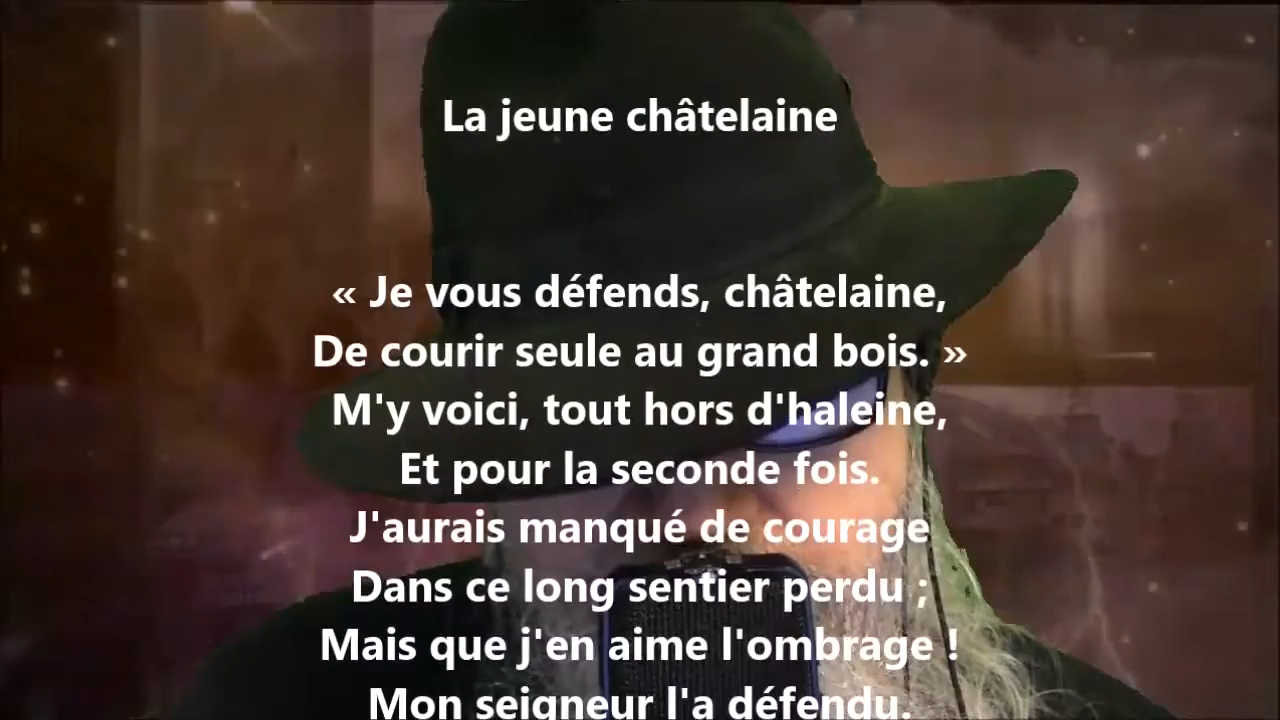 La jeune châtelaine
« Je vous défends, châtelaine,
De courir seule au grand bois. »
M'y voici, tout hors d'haleine,
Et pour la seconde fois.
J'aurais manqué de courage
Dans ce long sentier perdu ;
Mais que j'en aime l'ombrage !
Mon seigneur l'a défendu.